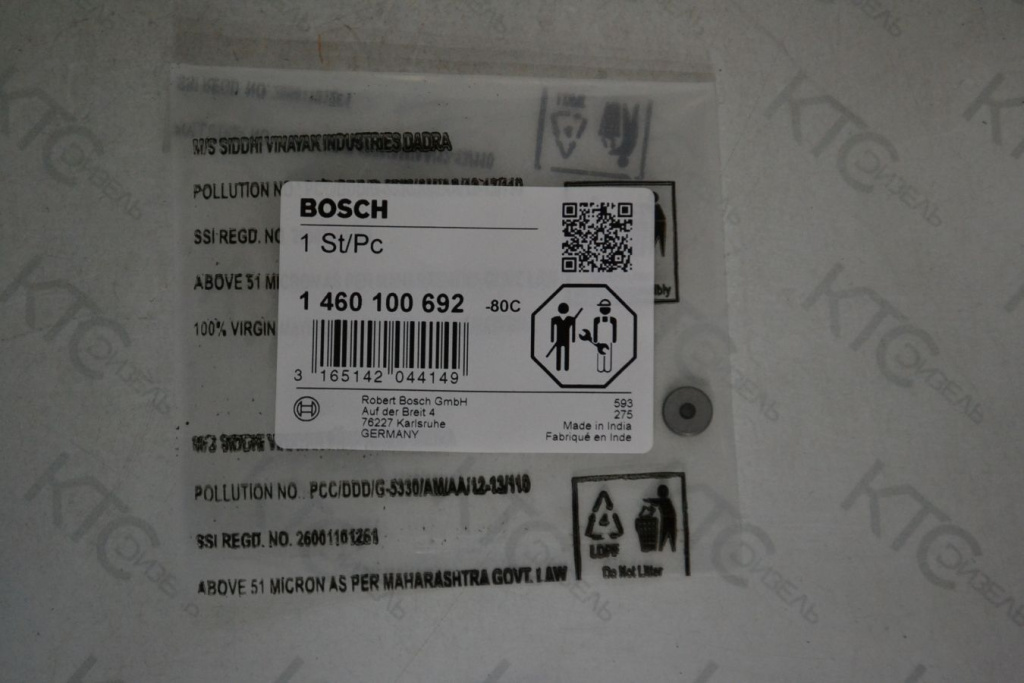 M/S SIDDHI VINAYAK INDUSTRIES DADRA
POLLUTION N
SSI REGD. NO
ABOVE 51 MI
100% VIRGIN
BOSCH
1 St/Pc
1 460 100 692 -80C
3 165142 044149
Robert Bosch GmbH
Auf der Breit 4
76227 Karlsruhe
GERMANY
593
275
Made in India
Fabriqué en Inde
M/S SIDDHI
POLLUTION NO.. PCC/DDD/G-5330/AM/AA/12-13/110
SSI REGD. NO. 26001101261
ABOVE 51 MICRON AS PER MAHARASHTRA GOVT. LAW
4
LDPE
Do Not Litter
КТС
ДИЗЕЛЬ